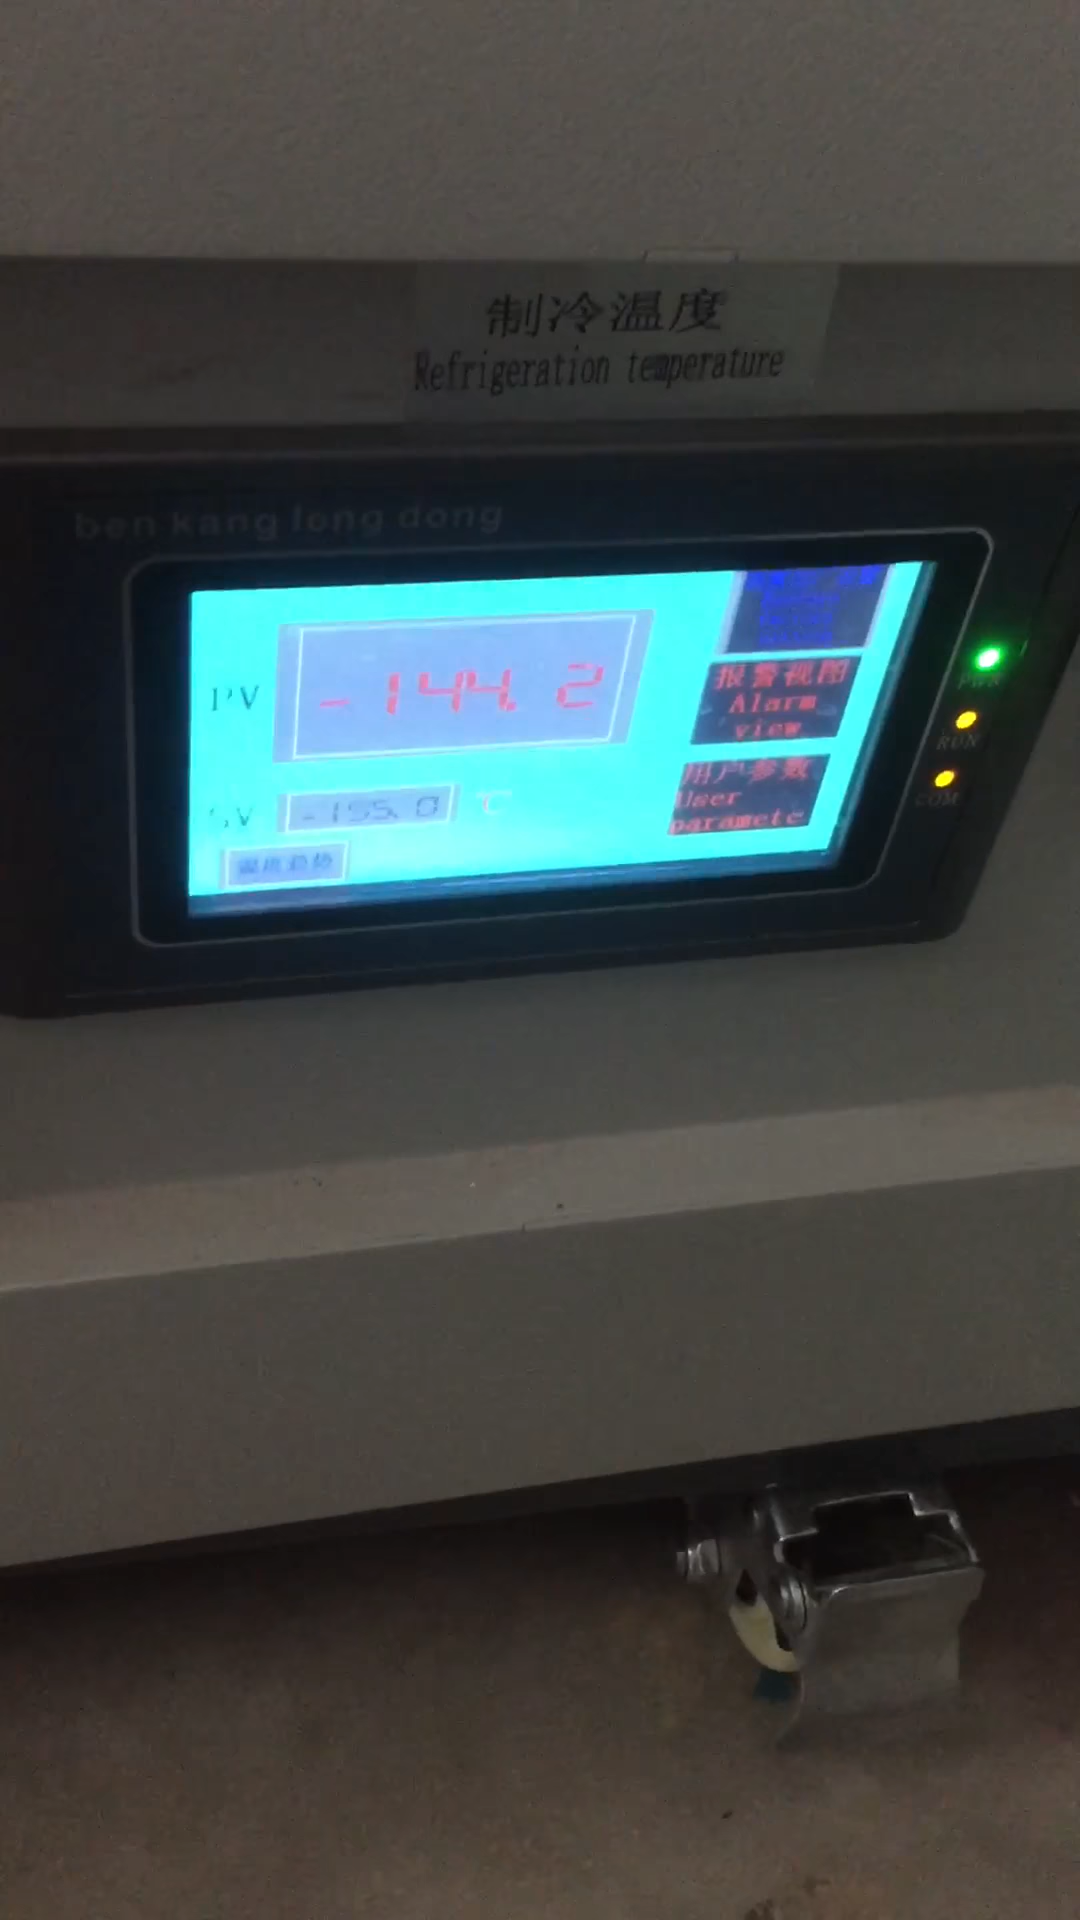 制冷温度
Refrigeration temperature
ben kang long dong
PV
-144.2
报警视图
Alarm
view
PWR
RUN
COM
SV
-155.0
℃
用户参数
User
paramete